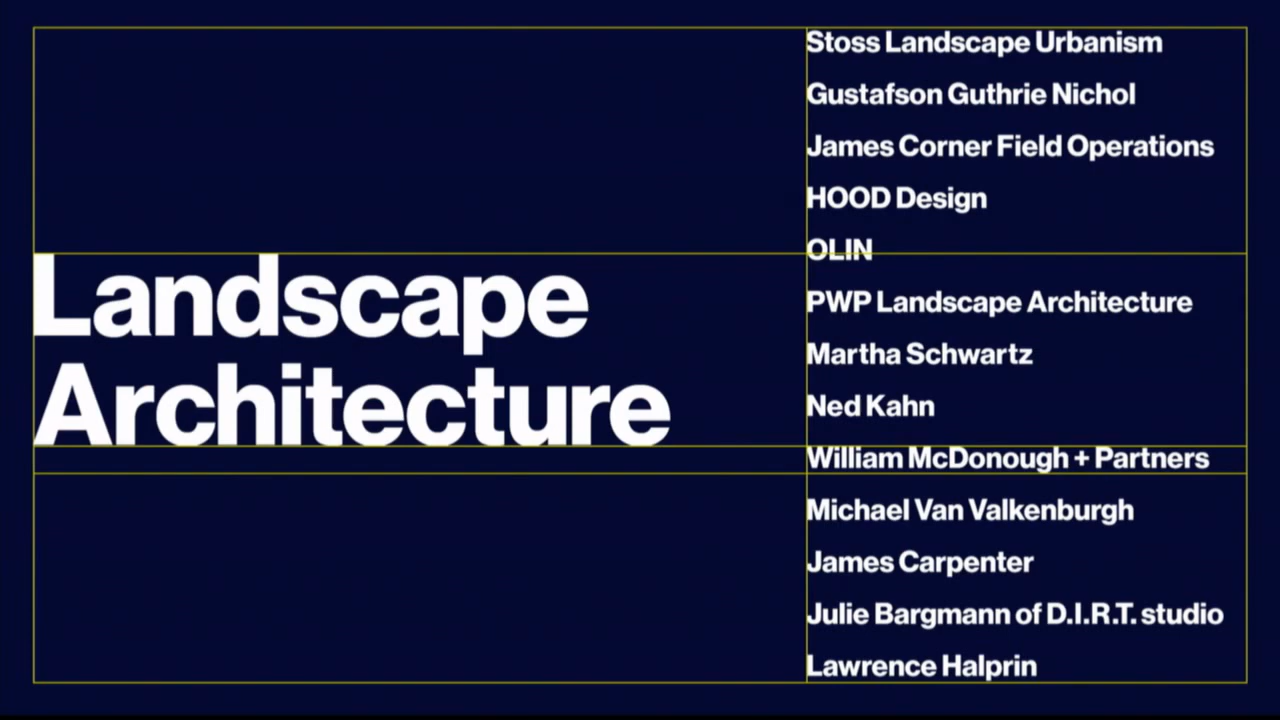 Landscape
Architecture
Stoss Landscape Urbanism
Gustafson Guthrie Nichol
James Corner Field Operations
HOOD Design
OLIN
PWP Landscape Architecture
Martha Schwartz
Ned Kahn
William McDonough + Partners
Michael Van Valkenburgh
James Carpenter
Julie Bargmann of D.I.R.T. studio
Lawrence Halprin